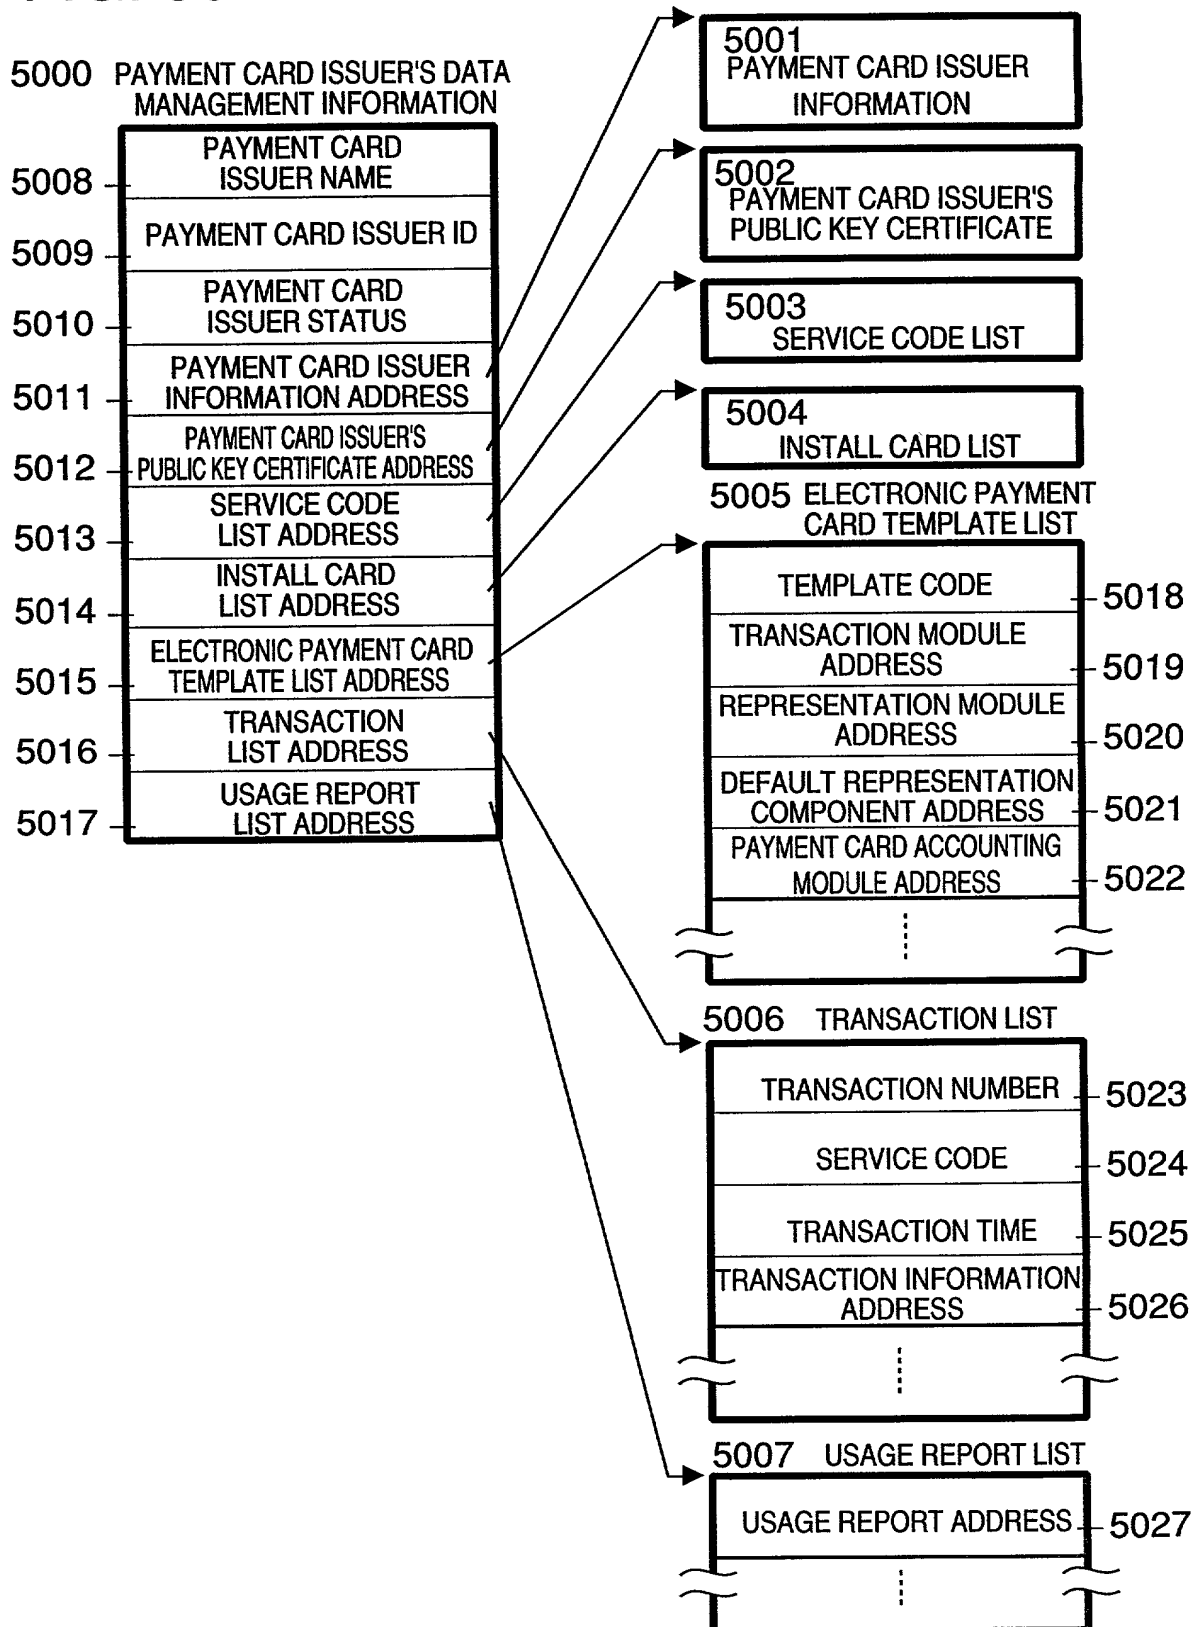 5000 PAYMENT CARD ISSUER'S DATA
MANAGEMENT INFORMATION
PAYMENT CARD
ISSUER NAME
5008
PAYMENT CARD ISSUER ID
5009
PAYMENT CARD
ISSUER STATUS
5010
PAYMENT CARD ISSUER
INFORMATION ADDRESS
5011
PAYMENT CARD ISSUER'S
PUBLIC KEY CERTIFICATE ADDRESS
5012
SERVICE CODE
LIST ADDRESS
5013
INSTALL CARD
LIST ADDRESS
5014
ELECTRONIC PAYMENT CARD
TEMPLATE LIST ADDRESS
5015
TRANSACTION
LIST ADDRESS
5016
USAGE REPORT
LIST ADDRESS
5017
5001
PAYMENT CARD ISSUER
INFORMATION
5002
PAYMENT CARD ISSUER'S
PUBLIC KEY CERTIFICATE
5003
SERVICE CODE LIST
5004
INSTALL CARD LIST
5005 ELECTRONIC PAYMENT
CARD TEMPLATE LIST
TEMPLATE CODE
5018
TRANSACTION MODULE
ADDRESS
5019
REPRESENTATION MODULE
ADDRESS
5020
DEFAULT REPRESENTATION
COMPONENT ADDRESS
5021
PAYMENT CARD ACCOUNTING
MODULE ADDRESS
5022
5006 TRANSACTION LIST
TRANSACTION NUMBER
5023
SERVICE CODE
5024
TRANSACTION TIME
5025
TRANSACTION INFORMATION
ADDRESS
5026
5007 USAGE REPORT LIST
USAGE REPORT ADDRESS
5027